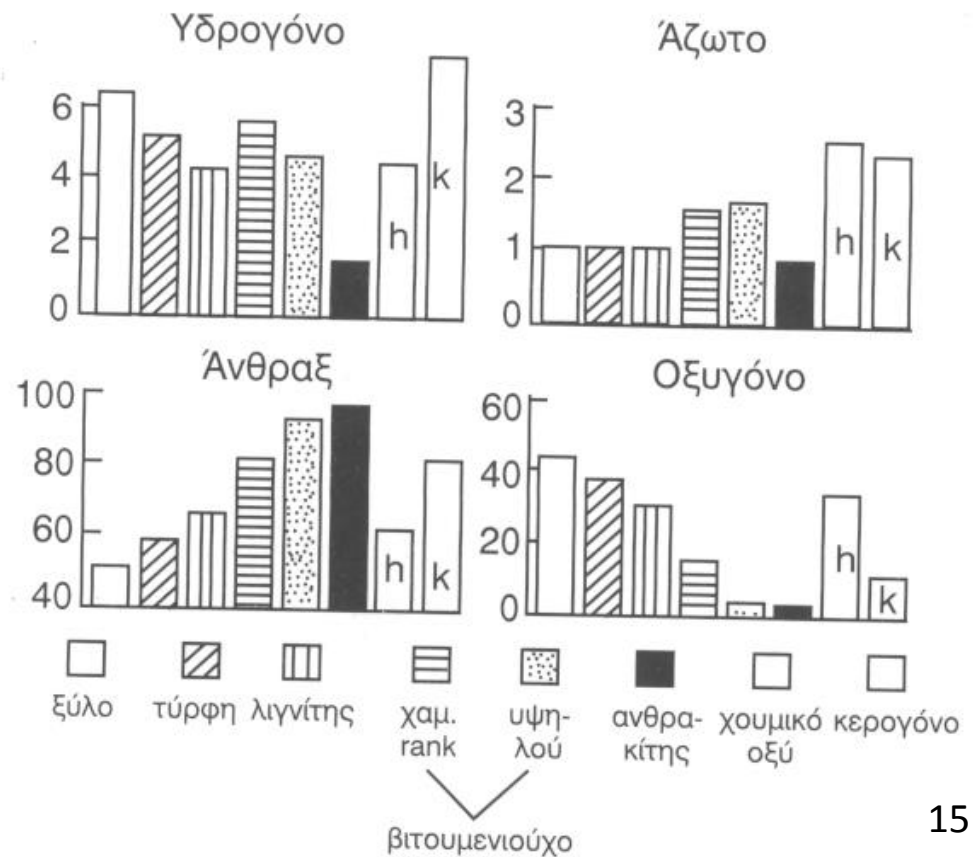 Υδρογόνο
Άζωτο
6
4
2
0
h
k
3
2
1
0
h
k
Άνθραξ
Οξυγόνο
100
80
60
40
h
k
60
40
20
0
h
k
ξύλο
τύρφη
λιγνίτης
χαμ.
rank
υψη-
λού
ανθρα-
κίτης
χουμικό
οξύ
κερογόνο
βιτουμενιούχο
15